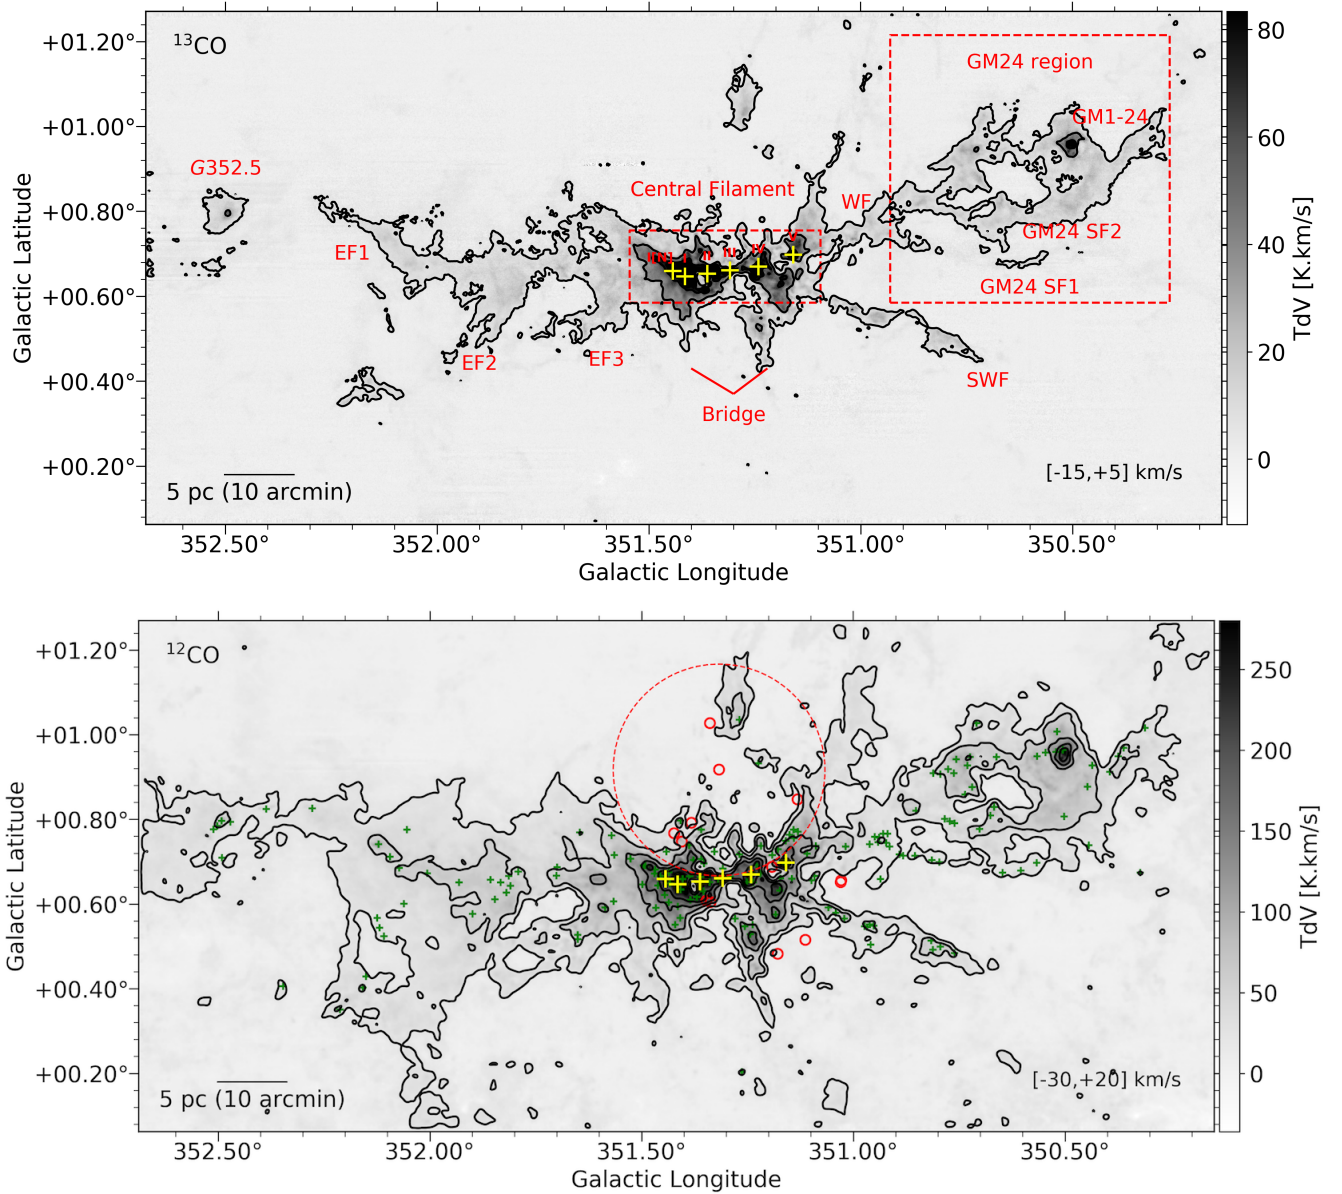 +01.20°
+01.00°
+00.80°
+00.60°
+00.40°
+00.20°
Galactic Latitude
¹³CO
G352.5
EF1
EF2
EF3
Central Filament
I
II
III
IV
V
Bridge
WF
SWF
GM24 region
GM1-24
GM24 SF2
GM24 SF1
5 pc (10 arcmin)
[-15,+5] km/s
352.50°
352.00°
351.50°
351.00°
350.50°
Galactic Longitude
80
60
40
20
0
TdV [K.km/s]
+01.20°
+01.00°
+00.80°
+00.60°
+00.40°
+00.20°
Galactic Latitude
¹²CO
5 pc (10 arcmin)
[-30,+20] km/s
352.50°
352.00°
351.50°
351.00°
350.50°
Galactic Longitude
250
200
150
100
50
0
TdV [K.km/s]